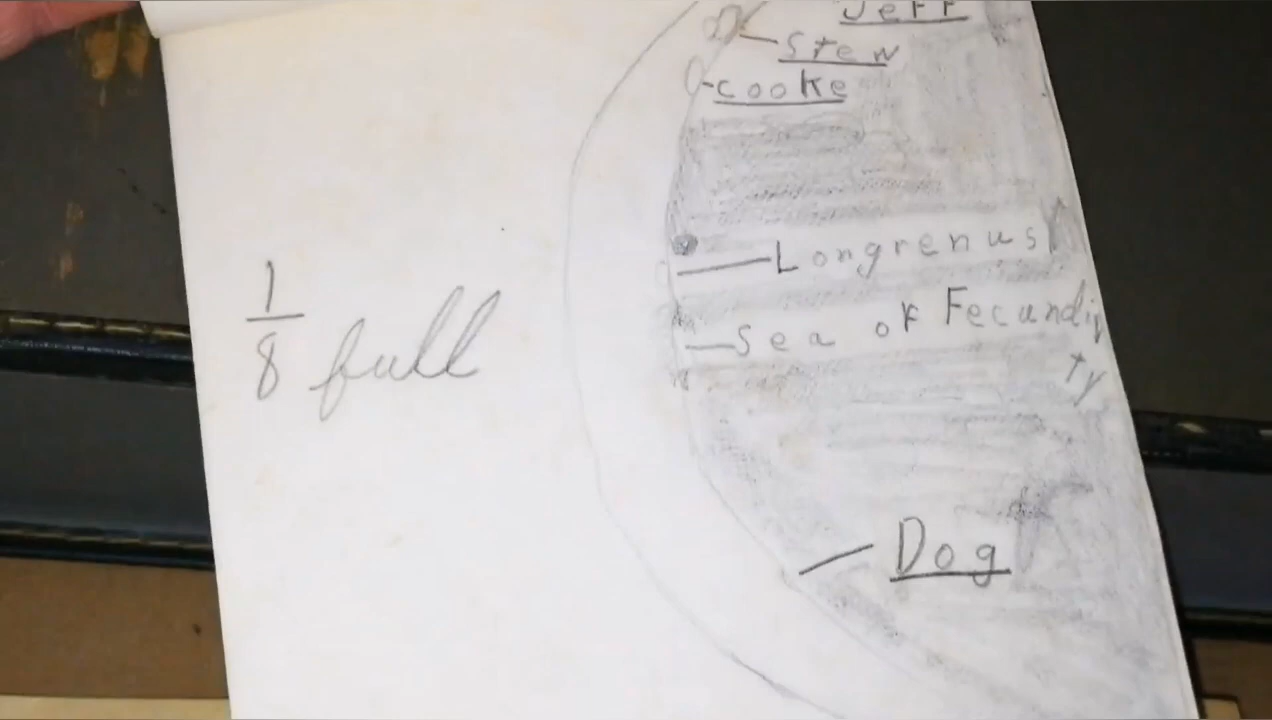 Jeff
Stew
cooke
Longrenus
Sea of Fecundi
ty
1/8 full
Dog